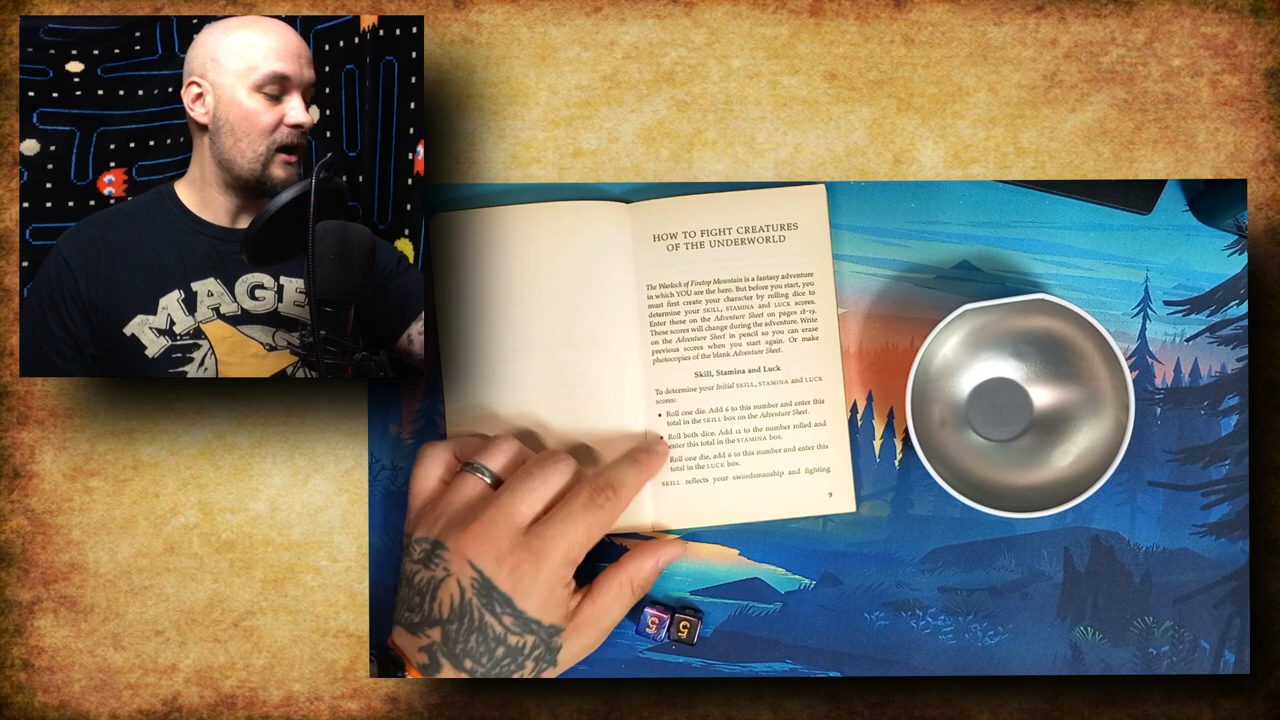 MAGE
HOW TO FIGHT CREATURES
OF THE UNDERWORLD
The Warlock of Firetop Mountain is a fantasy adventure
in which YOU are the hero. But before you start, you
must first create your character by rolling dice to
determine your SKILL, STAMINA and LUCK scores.
Enter these on the Adventure Sheet on pages 18-19.
These scores will change during the adventure. Write
on the Adventure Sheet in pencil so you can erase
previous scores when you start again. Or make
photocopies of the blank Adventure Sheet.
Skill, Stamina and Luck
To determine your Initial SKILL, STAMINA and LUCK
scores:
• Roll one die. Add 6 to this number and enter this
total in the SKILL box on the Adventure Sheet.
• Roll both dice. Add 12 to the number rolled and
enter this total in the STAMINA box.
Roll one die, add 6 to this number and enter this
total in the LUCK box.
SKILL reflects your swordsmanship and fighting
9
5 5